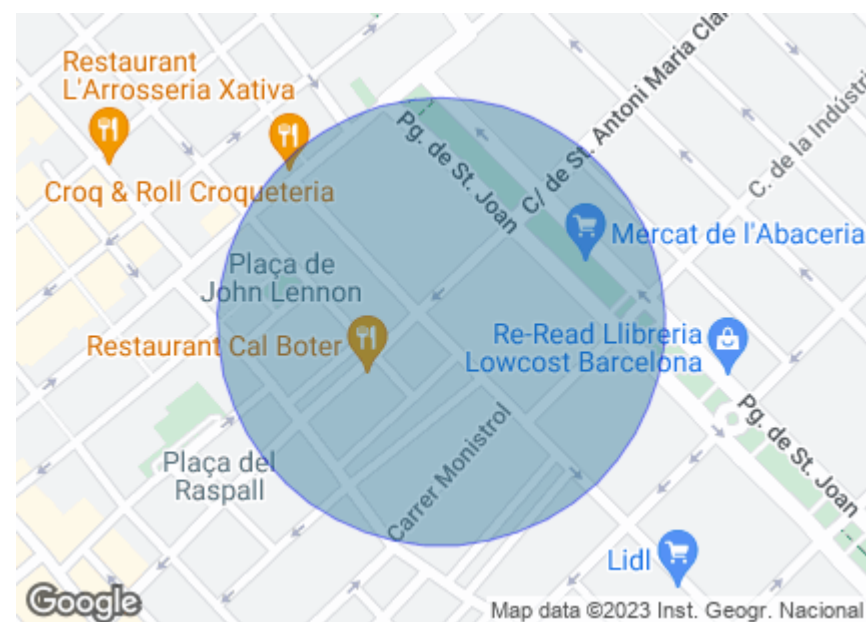 Restaurant
L'Arrosseria Xativa
Croq & Roll Croqueteria
Pg. de St. Joan
C/ de St. Antoni Maria Cla
C. de la Indústri
Mercat de l'Abaceria
Plaça de
John Lennon
Restaurant Cal Boter
Re-Read Llibreria
Lowcost Barcelona
Plaça del
Raspall
Carrer Monistrol
Pg. de St. Joan
Lidl
Google
Map data ©2023 Inst. Geogr. Nacional